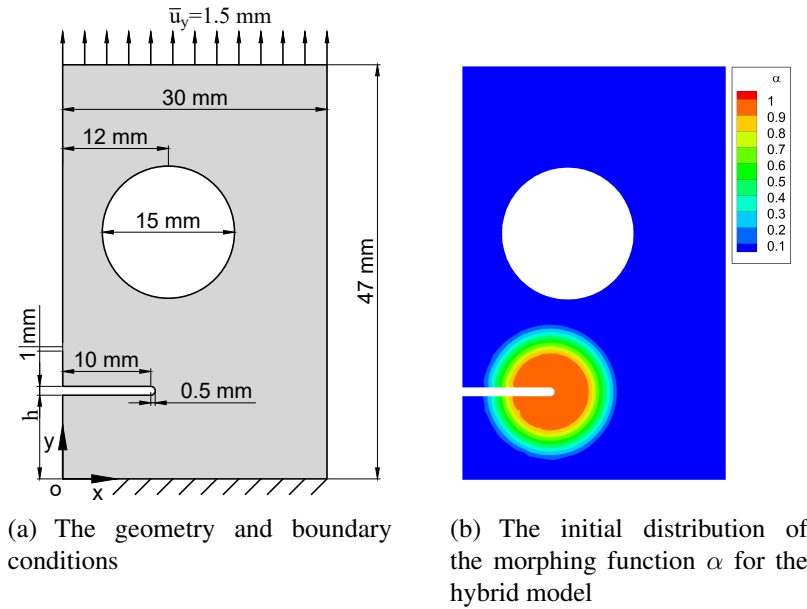 u̅y=1.5 mm
30 mm
12 mm
15 mm
47 mm
1 mm
10 mm
0.5 mm
h
y
o
x
α
1
0.9
0.8
0.7
0.6
0.5
0.4
0.3
0.2
0.1
(a) The geometry and boundary
conditions
(b) The initial distribution of
the morphing function α for the
hybrid model